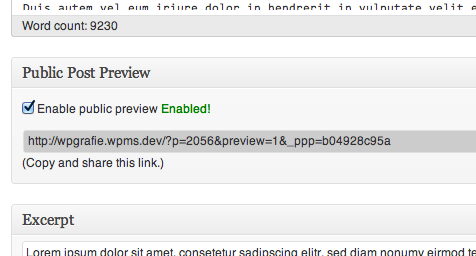 Duis autem vel eum iriure dolor in hendrerit in vulputate velit e
Word count: 9230
Public Post Preview
Enable public preview Enabled!
http://wpgrafie.wpms.dev/?p=2056&preview=1&_ppp=b04928c95a
(Copy and share this link.)
Excerpt
Lorem ipsum dolor sit amet, consetetur sadipscing elitr, sed diam nonumy eirmod te